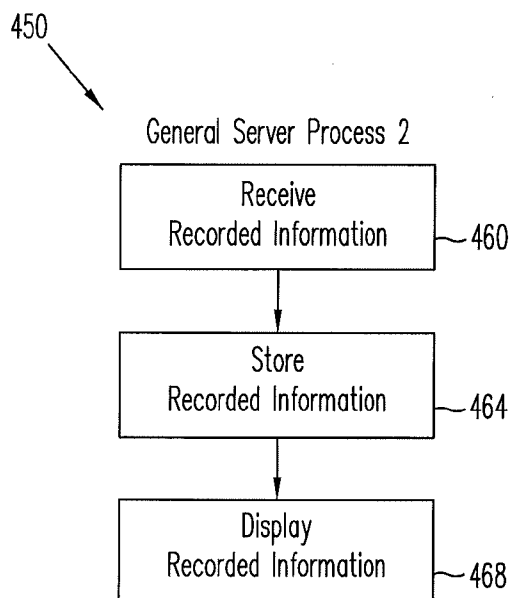 450
General Server Process 2
Receive
Recorded Information
460
Store
Recorded Information
464
Display
Recorded Information
468